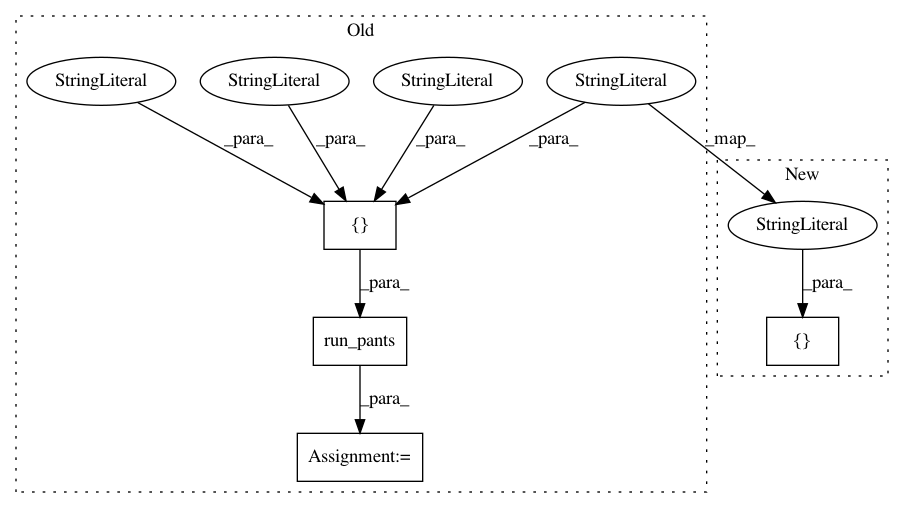 Old
StringLiteral StringLiteral StringLiteral StringLiteral
_para_ _para_ _para_ _para_ _map_
New
{} StringLiteral
_para_ _para_
run_pants {}
_para_
Assignment:=